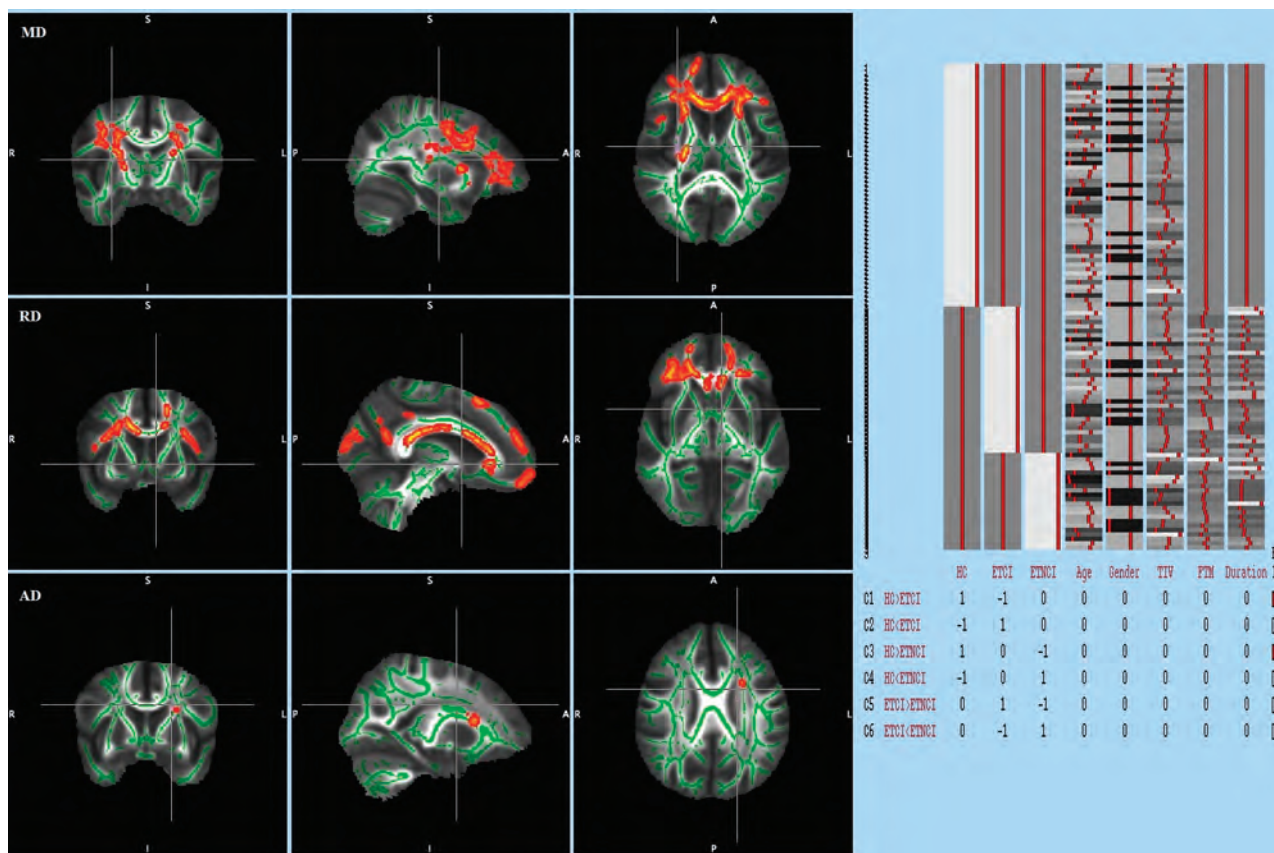 MD
S
S
A
R
L
P
A
R
L
I
I
P
RD
S
S
A
R
L
P
A
R
L
I
I
P
AD
S
S
A
R
L
P
A
R
L
I
I
P
HC ETCI ETNCI Age Gender TIV FTM Duration
C1 HC>ETCI 1 -1 0 0 0 0 0 0
C2 HC<ETCI -1 1 0 0 0 0 0 0
C3 HC>ETNCI 1 0 -1 0 0 0 0 0
C4 HC<ETNCI -1 0 1 0 0 0 0 0
C5 ETCI>ETNCI 0 1 -1 0 0 0 0 0
C6 ETCI<ETNCI 0 -1 1 0 0 0 0 0